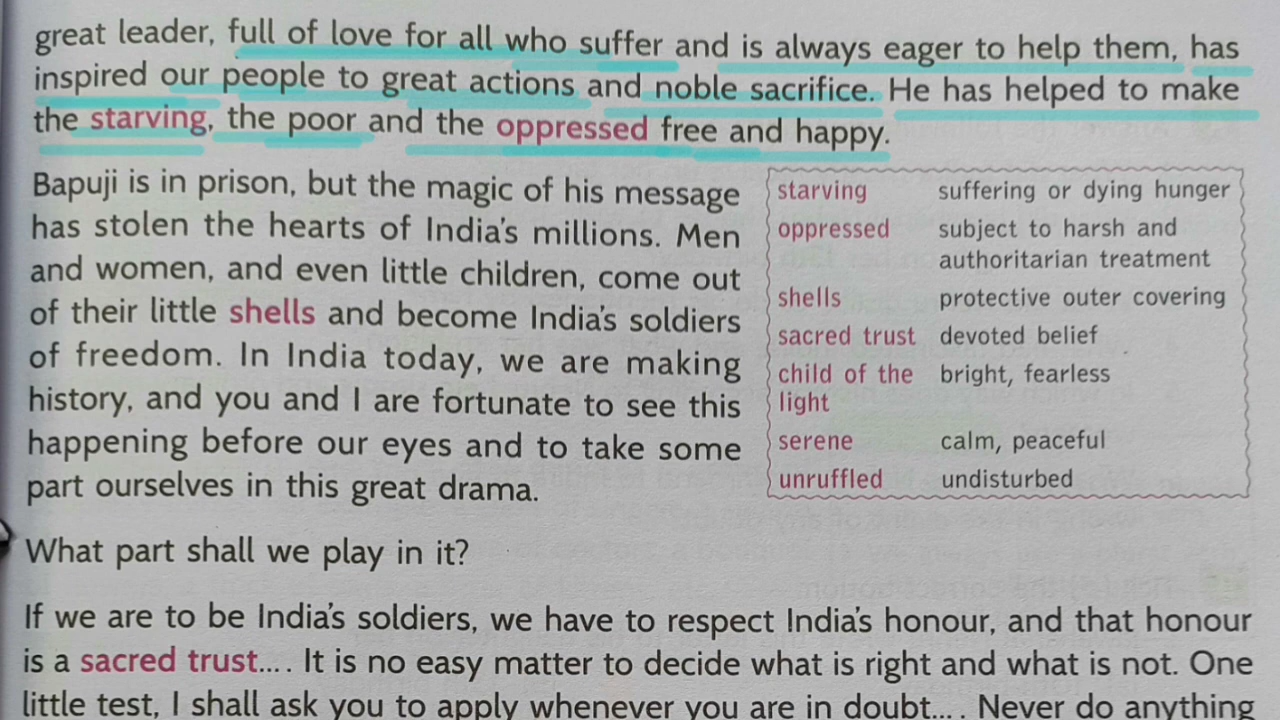 great leader, full of love for all who suffer and is always eager to help them, has
inspired our people to great actions and noble sacrifice. He has helped to make
the starving, the poor and the oppressed free and happy.
Bapuji is in prison, but the magic of his message
has stolen the hearts of India's millions. Men
and women, and even little children, come out
of their little shells and become India's soldiers
of freedom. In India today, we are making
history, and you and I are fortunate to see this
happening before our eyes and to take some
part ourselves in this great drama.
starving suffering or dying hunger
oppressed subject to harsh and
authoritarian treatment
shells protective outer covering
sacred trust devoted belief
child of the bright, fearless
light
serene calm, peaceful
unruffled undisturbed
What part shall we play in it?
If we are to be India's soldiers, we have to respect India's honour, and that honour
is a sacred trust.... It is no easy matter to decide what is right and what is not. One
little test, I shall ask you to apply whenever you are in doubt.... Never do anything